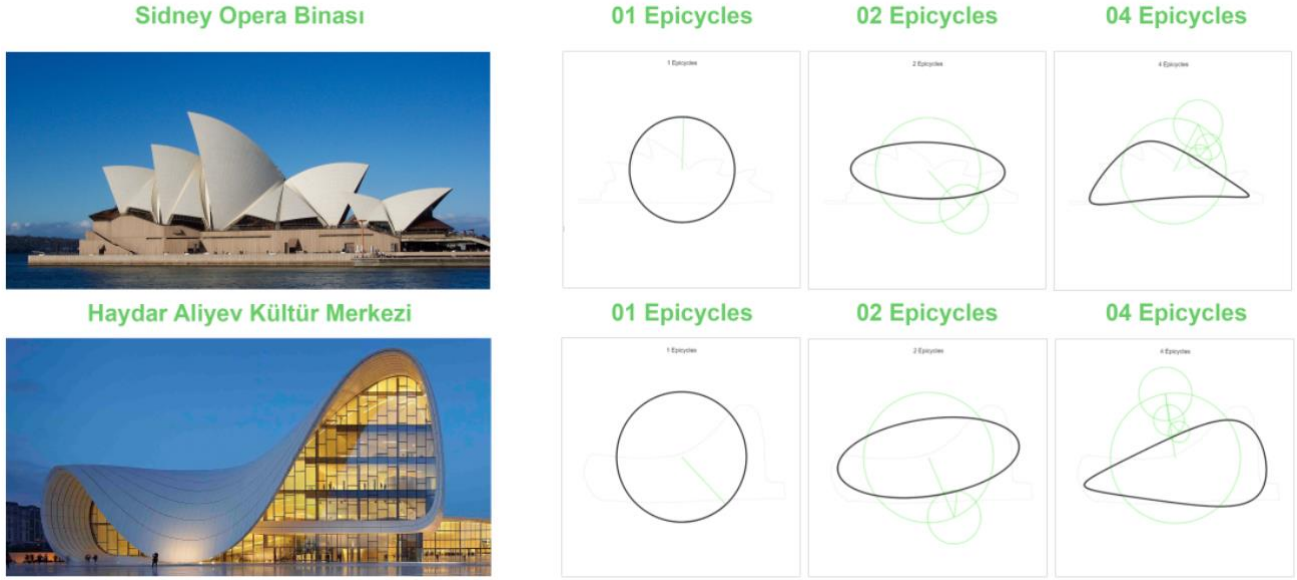 Sidney Opera Binası
01 Epicycles
02 Epicycles
04 Epicycles
1 Epicycles
2 Epicycles
4 Epicycles
Haydar Aliyev Kültür Merkezi
01 Epicycles
02 Epicycles
04 Epicycles
1 Epicycles
2 Epicycles
4 Epicycles